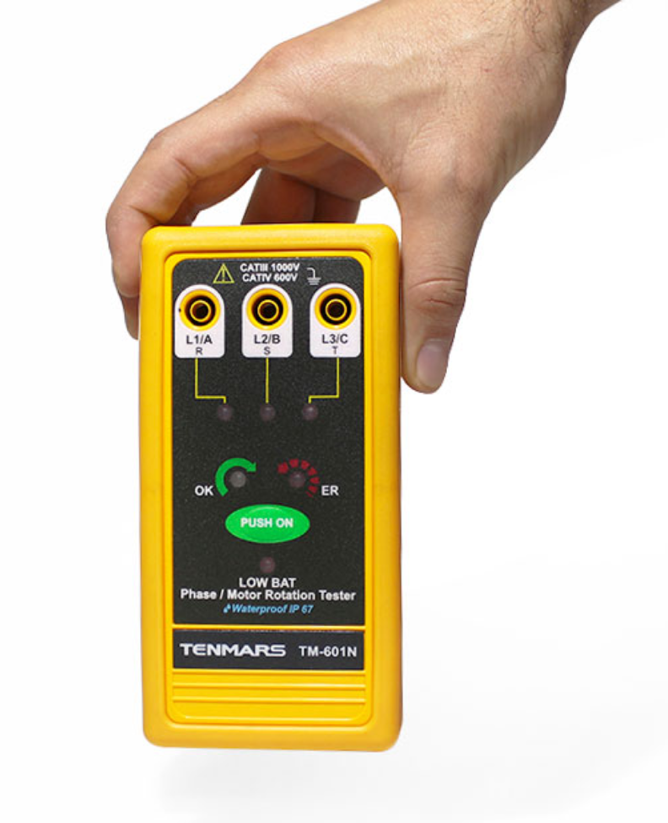 CATIII 1000V
CATIV 600V
L1/A L2/B L3/C
R S T
OK ER
PUSH ON
LOW BAT
Phase / Motor Rotation Tester
Waterproof IP 67
TENMARS TM-601N